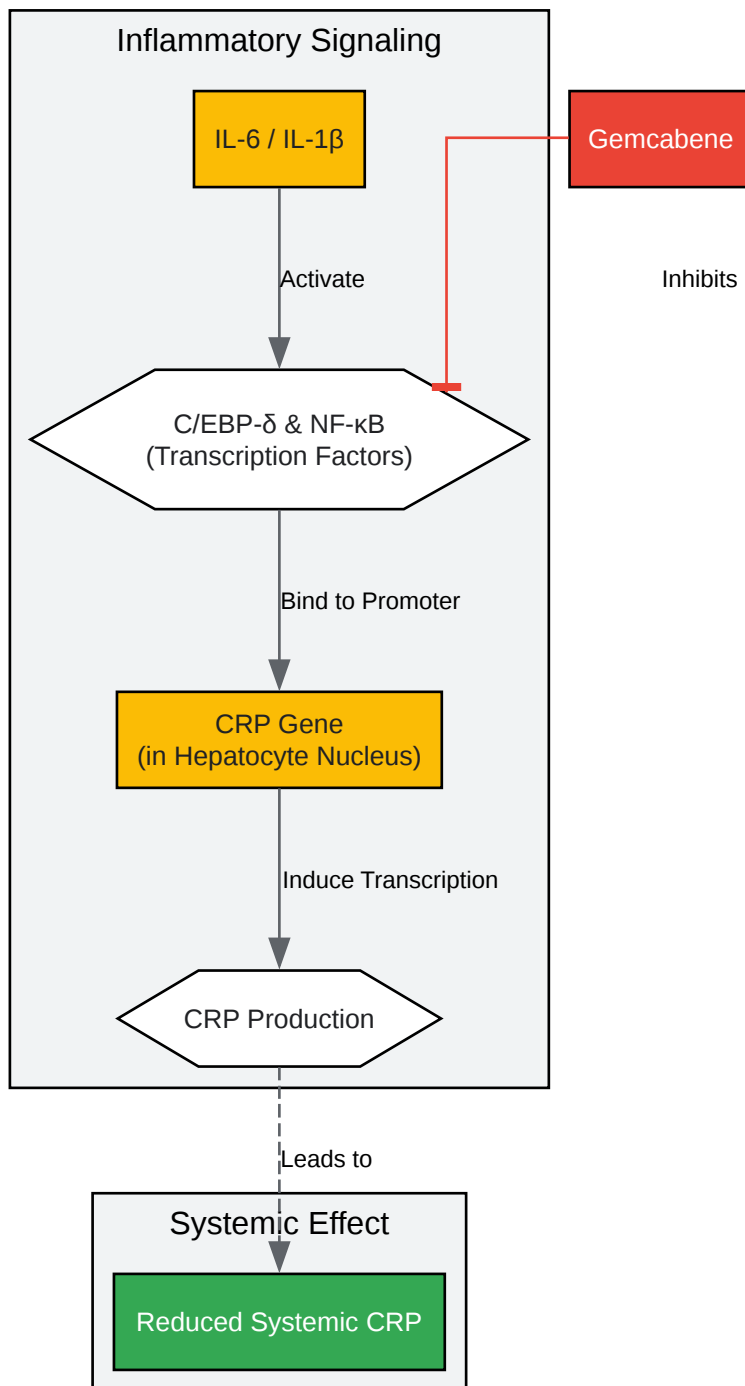 Inflammatory Signaling
IL-6 / IL-1β
Gemcabene
Activate
Inhibits
C/EBP-δ & NF-κB
(Transcription Factors)
Bind to Promoter
CRP Gene
(in Hepatocyte Nucleus)
Induce Transcription
CRP Production
Leads to
Systemic Effect
Reduced Systemic CRP